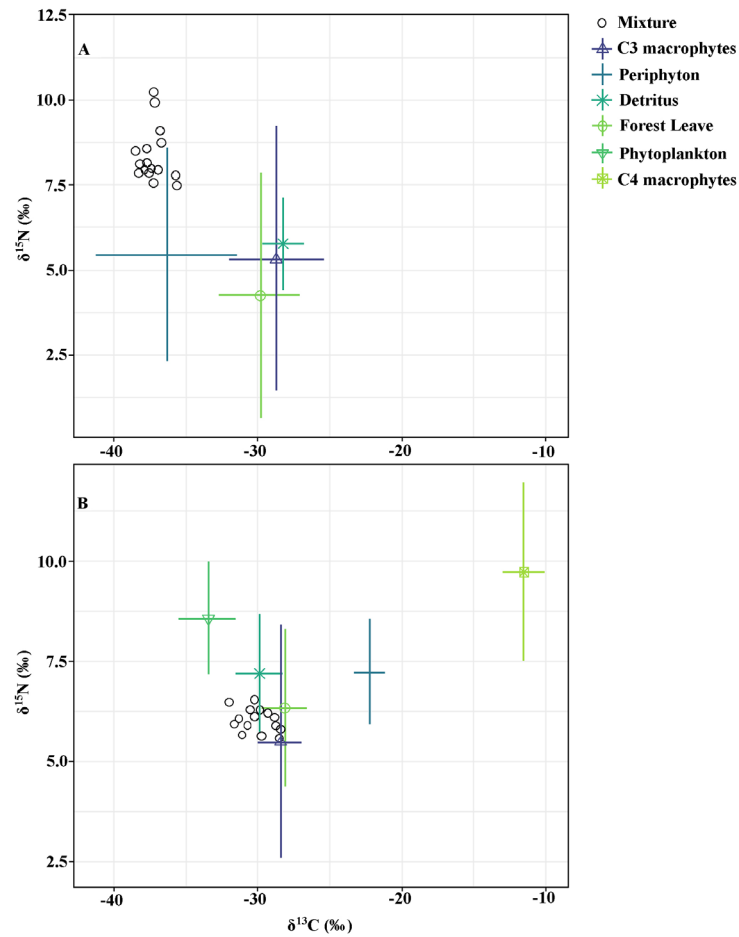 12.5
A
10.0
7.5
5.0
2.5
δ15N (‰)
-40
-30
-20
-10
Mixture
C3 macrophytes
Periphyton
Detritus
Forest Leave
Phytoplankton
C4 macrophytes
B
10.0
7.5
5.0
2.5
δ15N (‰)
-40
-30
-20
-10
δ13C (‰)